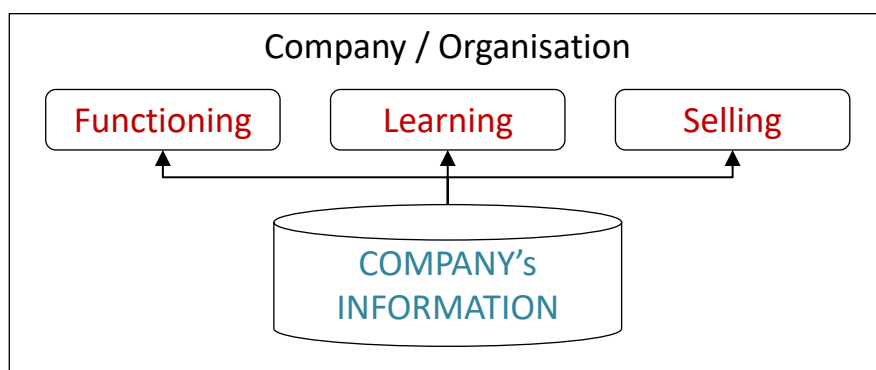 Company / Organisation
Functioning
Learning
Selling
COMPANY's
INFORMATION